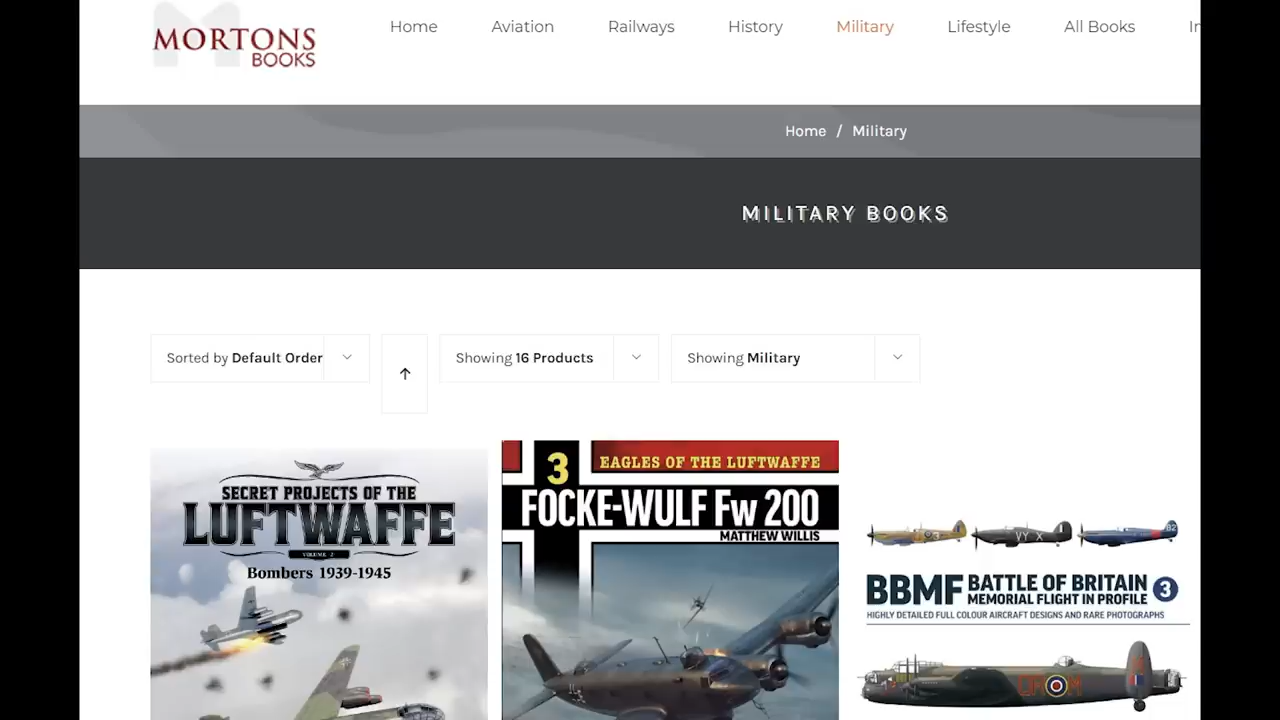 MORTONS
BOOKS
Home Aviation Railways History Military Lifestyle All Books
Home / Military
MILITARY BOOKS
Sorted by Default Order
Showing 16 Products
Showing Military
SECRET PROJECTS OF THE
LUFTWAFFE
VOLUME 2
Bombers 1939-1945
3
EAGLES OF THE LUFTWAFFE
FOCKE-WULF Fw 200
MATTHEW WILLIS
BBMF BATTLE OF BRITAIN
MEMORIAL FLIGHT IN PROFILE 3
HIGHLY DETAILED FULL COLOUR AIRCRAFT DESIGNS AND RARE PHOTOGRAPHS